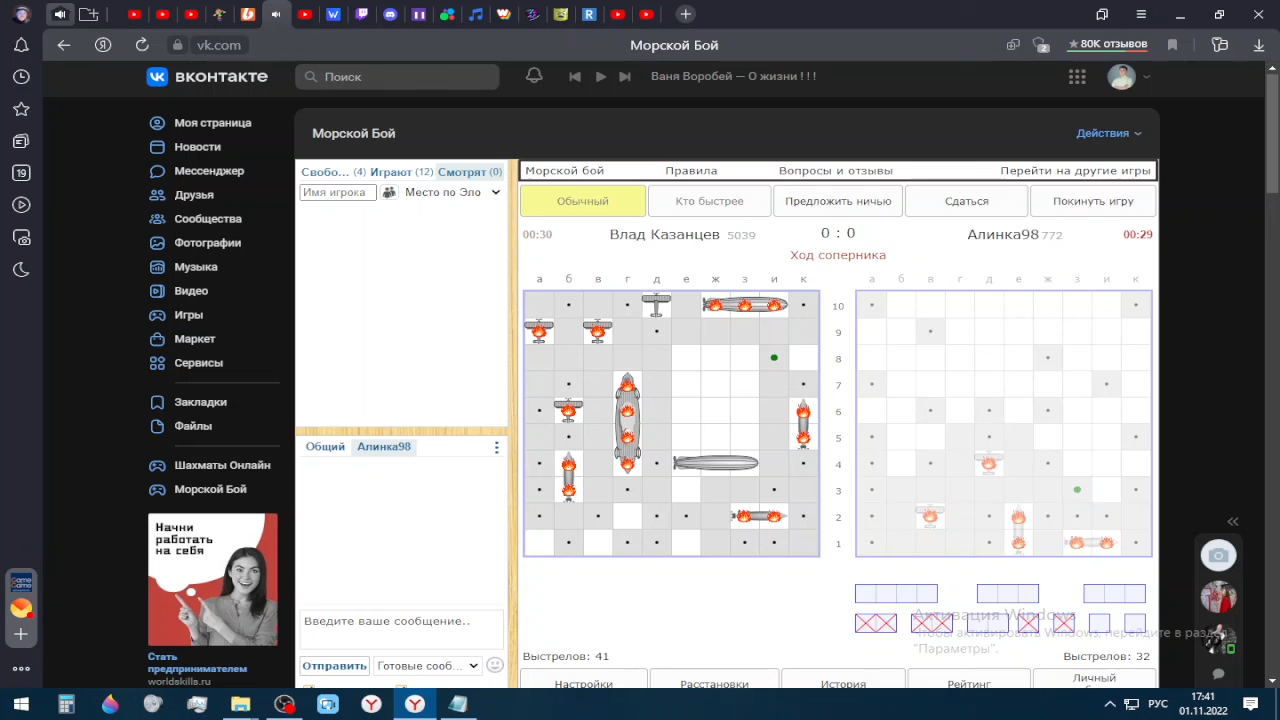 vk.com
Морской Бой
80К отзывов
ВКОНТАКТЕ
Поиск
Ваня Воробей — О жизни ! ! !
Моя страница
Новости
Мессенджер
Друзья
Сообщества
Фотографии
Музыка
Видео
Игры
Маркет
Сервисы
Закладки
Файлы
Шахматы Онлайн
Морской Бой
Начни
работать
на себя
Стать
предпринимателем
worldskills.ru
Морской Бой
Действия
Свобо... (4) Играют (12) Смотрят (0)
Имя игрока
Место по Эло
Общий
Алинка98
Введите ваше сообщение..
Отправить
Готовые сооб...
Морской бой
Правила
Вопросы и отзывы
Перейти на другие игры
Обычный
Кто быстрее
Предложить ничью
Сдаться
Покинуть игру
00:30
Влад Казанцев 5039
0 : 0
Алинка98 772
00:29
Ход соперника
а б в г д е ж з и к
а б в г д е ж з и к
10
9
8
7
6
5
4
3
2
1
Активация Windows
Чтобы активировать Windows, перейдите в раздел
"Параметры".
Выстрелов: 41
Выстрелов: 32
Настройки
Расстановки
История
Рейтинг
Личный
19
2
GameGame
17:41
РУС
01.11.2022